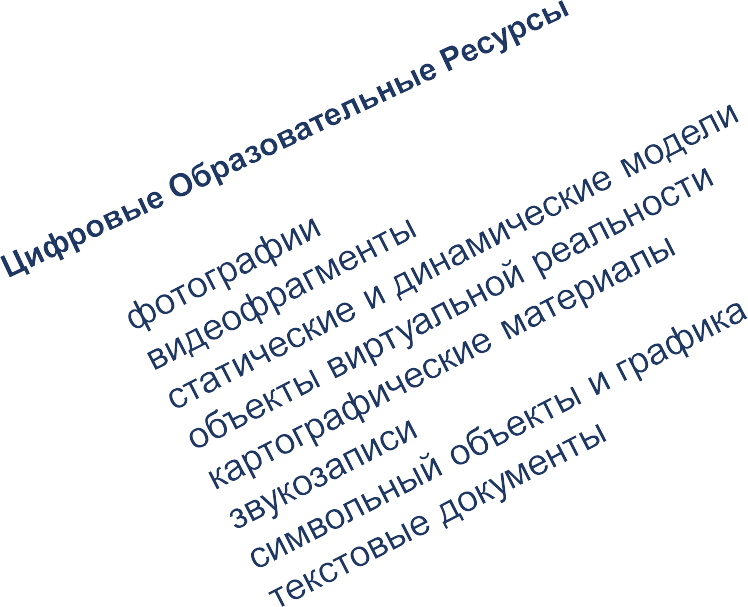 Цифровые Образовательные Ресурсы
фотографии
видеофрагменты
статические и динамические модели
объекты виртуальной реальности
картографические материалы
звукозаписи
символьный объекты и графика
текстовые документы